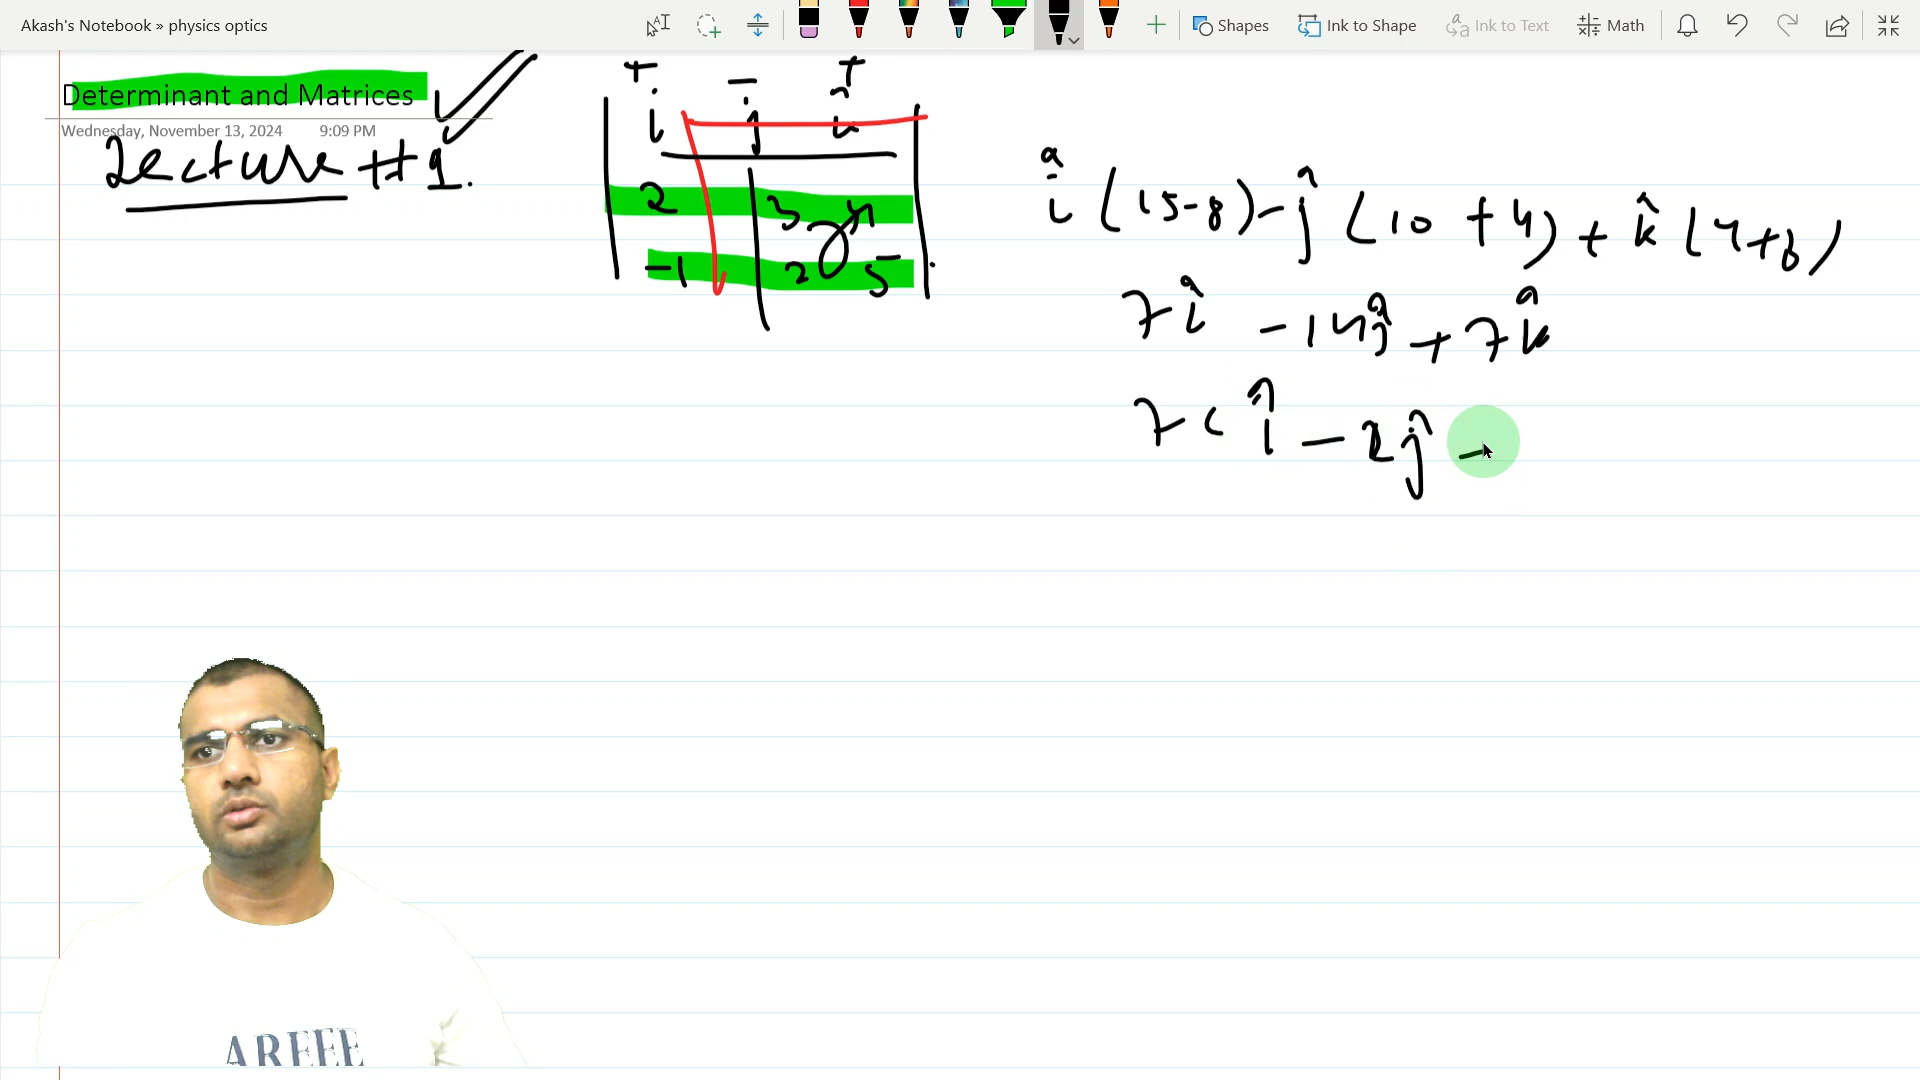 Akash's Notebook » physics optics
Shapes
Ink to Shape
Ink to Text
Math
Determinant and Matrices
Wednesday, November 13, 2024 9:09 PM
Lecture #1.
+ - +
i j k̂
2 3 4
-1 2 5
î (15-8) - ĵ (10 + 4) + k̂ (4+3)
7î - 14ĵ + 7k̂
7( î - 2ĵ -
AREEE